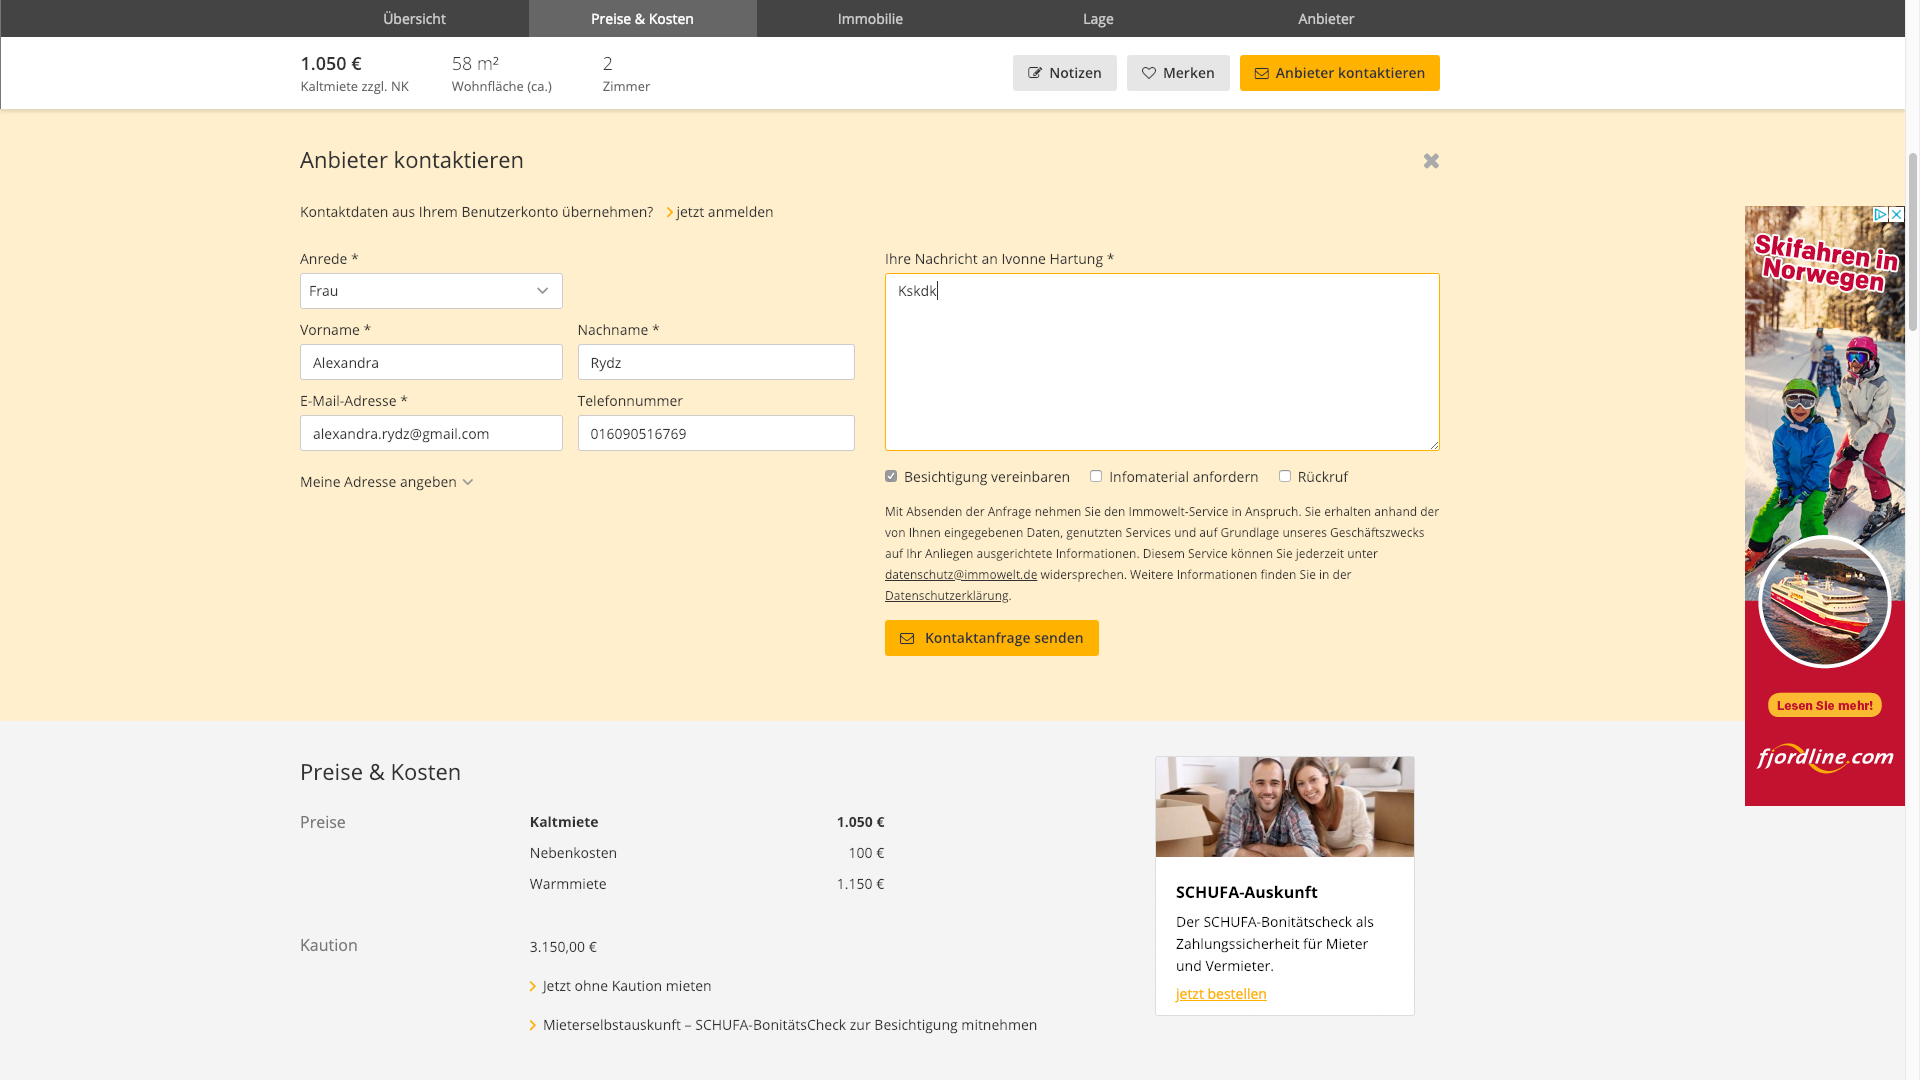 Übersicht
Preise & Kosten
Immobilie
Lage
Anbieter
1.050 €
Kaltmiete zzgl. NK
58 m²
Wohnfläche (ca.)
2
Zimmer
Notizen
Merken
Anbieter kontaktieren
Anbieter kontaktieren
Kontaktdaten aus Ihrem Benutzerkonto übernehmen? jetzt anmelden
Anrede *
Frau
Vorname *
Nachname *
Alexandra
Rydz
E-Mail-Adresse *
Telefonnummer
alexandra.rydz@gmail.com
016090516769
Meine Adresse angeben
Ihre Nachricht an Ivonne Hartung *
Kskdk
Besichtigung vereinbaren
Infomaterial anfordern
Rückruf
Mit Absenden der Anfrage nehmen Sie den Immowelt-Service in Anspruch. Sie erhalten anhand der
von Ihnen eingegebenen Daten, genutzten Services und auf Grundlage unseres Geschäftszwecks
auf Ihr Anliegen ausgerichtete Informationen. Diesem Service können Sie jederzeit unter
datenschutz@immowelt.de widersprechen. Weitere Informationen finden Sie in der
Datenschutzerklärung.
Kontaktanfrage senden
Skifahren in
Norwegen
Lesen Sie mehr!
fjordline.com
Preise & Kosten
Preise
Kaltmiete 1.050 €
Nebenkosten 100 €
Warmmiete 1.150 €
Kaution
3.150,00 €
Jetzt ohne Kaution mieten
Mieterselbstauskunft – SCHUFA-BonitätsCheck zur Besichtigung mitnehmen
SCHUFA-Auskunft
Der SCHUFA-Bonitätscheck als
Zahlungssicherheit für Mieter
und Vermieter.
jetzt bestellen